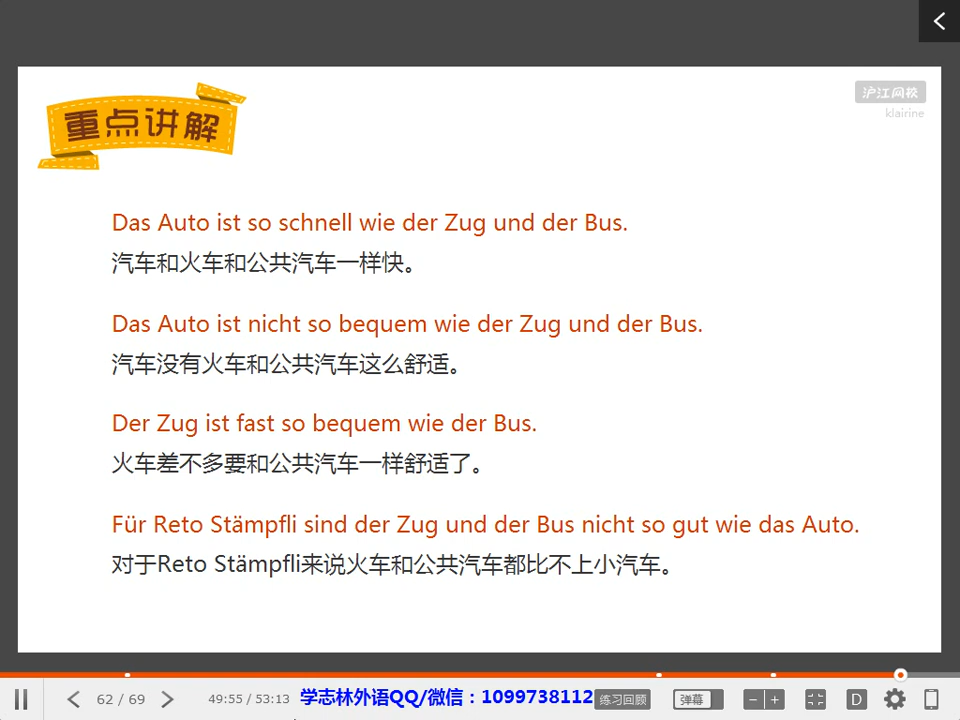 重点讲解
沪江网校
klairine
Das Auto ist so schnell wie der Zug und der Bus.
汽车和火车和公共汽车一样快。
Das Auto ist nicht so bequem wie der Zug und der Bus.
汽车没有火车和公共汽车这么舒适。
Der Zug ist fast so bequem wie der Bus.
火车差不多要和公共汽车一样舒适了。
Für Reto Stämpfli sind der Zug und der Bus nicht so gut wie das Auto.
对于Reto Stämpfli来说火车和公共汽车都比不上小汽车。
62 / 69 49:55 / 53:13 学志林外语QQ/微信：1099738112 练习回顾 弹幕 － ＋ D